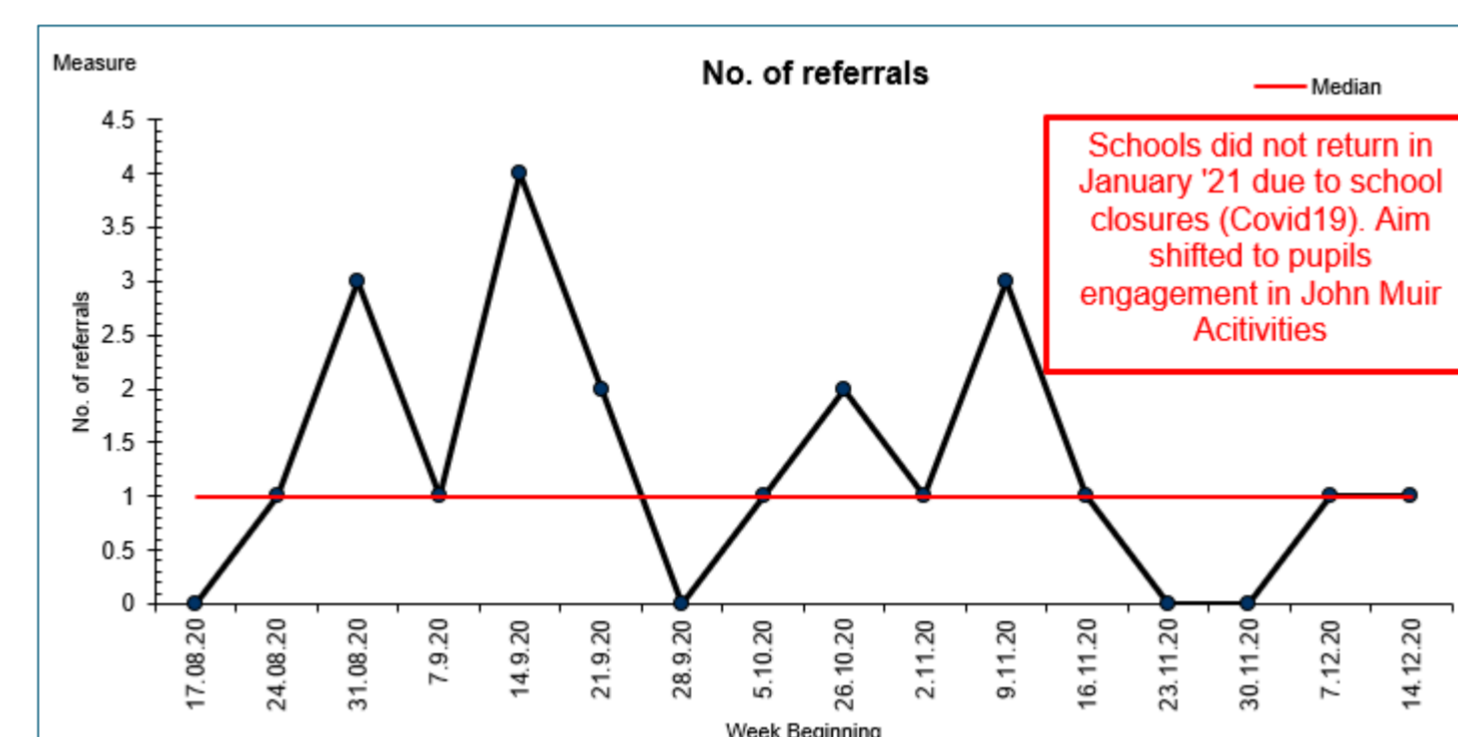 Measure
No. of referrals
Median
Schools did not return in
January '21 due to school
closures (Covid19). Aim
shifted to pupils
engagement in John Muir
Acitivities
4.5
4
3.5
3
2.5
2
1.5
1
0.5
0
No. of referrals
17.08.20
24.08.20
31.08.20
7.9.20
14.9.20
21.9.20
28.9.20
5.10.20
26.10.20
2.11.20
9.11.20
16.11.20
23.11.20
30.11.20
7.12.20
14.12.20
Week Beginning